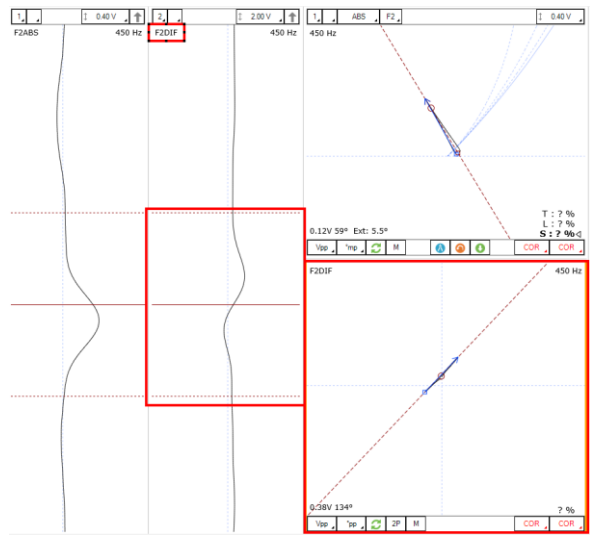 1
0.40 V
2
2.00 V
1
ABS
F2
0.40 V
F2ABS
450 Hz
F2DIF
450 Hz
450 Hz
T : ? %
L : ? %
S : ? %
0.12V 59° Ext: 5.5°
Vpp
"mp
M
A
COR
COR
F2DIF
450 Hz
0.38V 134°
? %
Vpp
"pp
2P
M
COR
COR